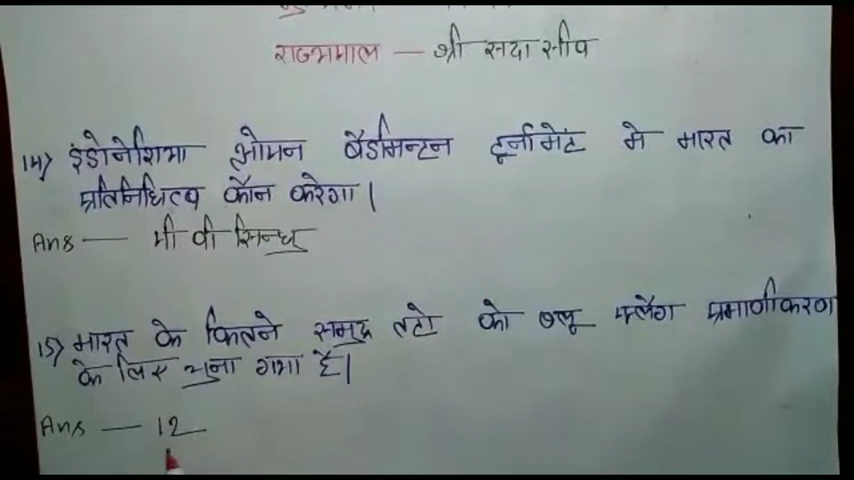 राज्यपाल — श्री सदा सीव
14) इंडोनेशिया ओपन बैडमिन्टन टूर्नामेंट मे भारत का
प्रतिनिधित्व कौन करेगा।
Ans — पी वी सिन्धु
15) भारत के कितने समुद्र तटो को ब्लू फ्लैग प्रमाणीकरण
के लिए चुना गया है।
Ans — 12